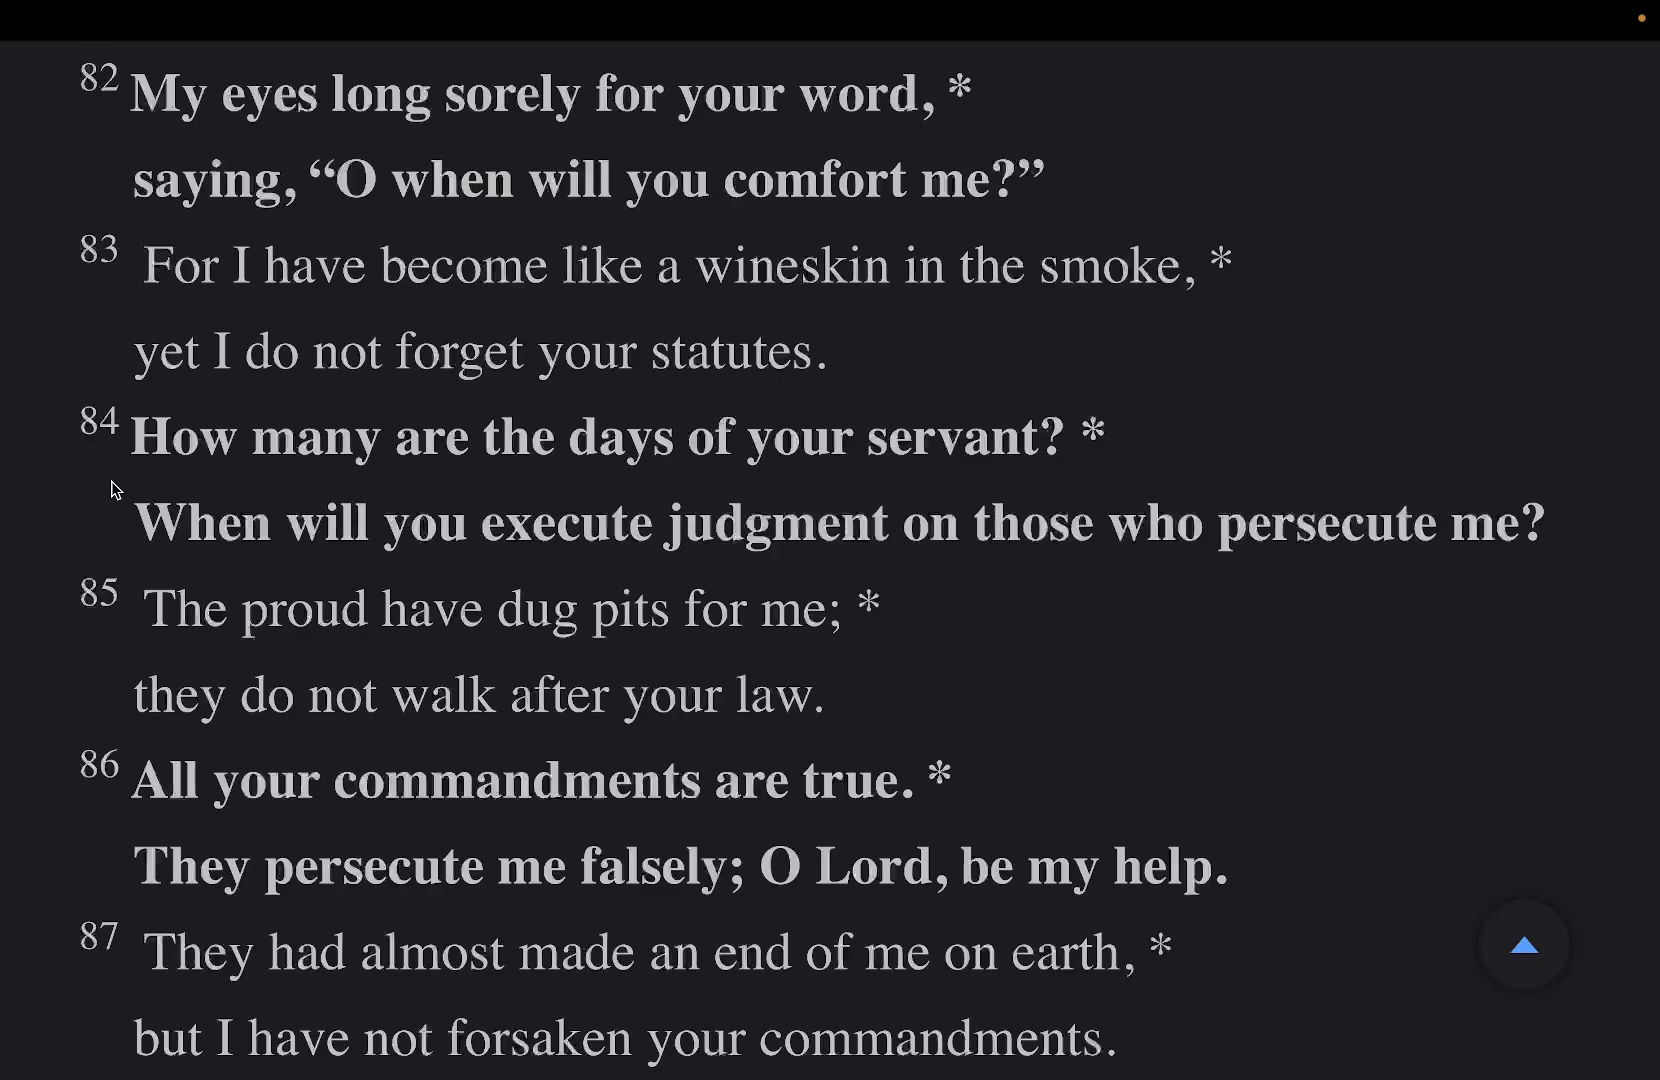 82 My eyes long sorely for your word, *
saying, “O when will you comfort me?”
83 For I have become like a wineskin in the smoke, *
yet I do not forget your statutes.
84 How many are the days of your servant? *
When will you execute judgment on those who persecute me?
85 The proud have dug pits for me; *
they do not walk after your law.
86 All your commandments are true. *
They persecute me falsely; O Lord, be my help.
87 They had almost made an end of me on earth, *
but I have not forsaken your commandments.